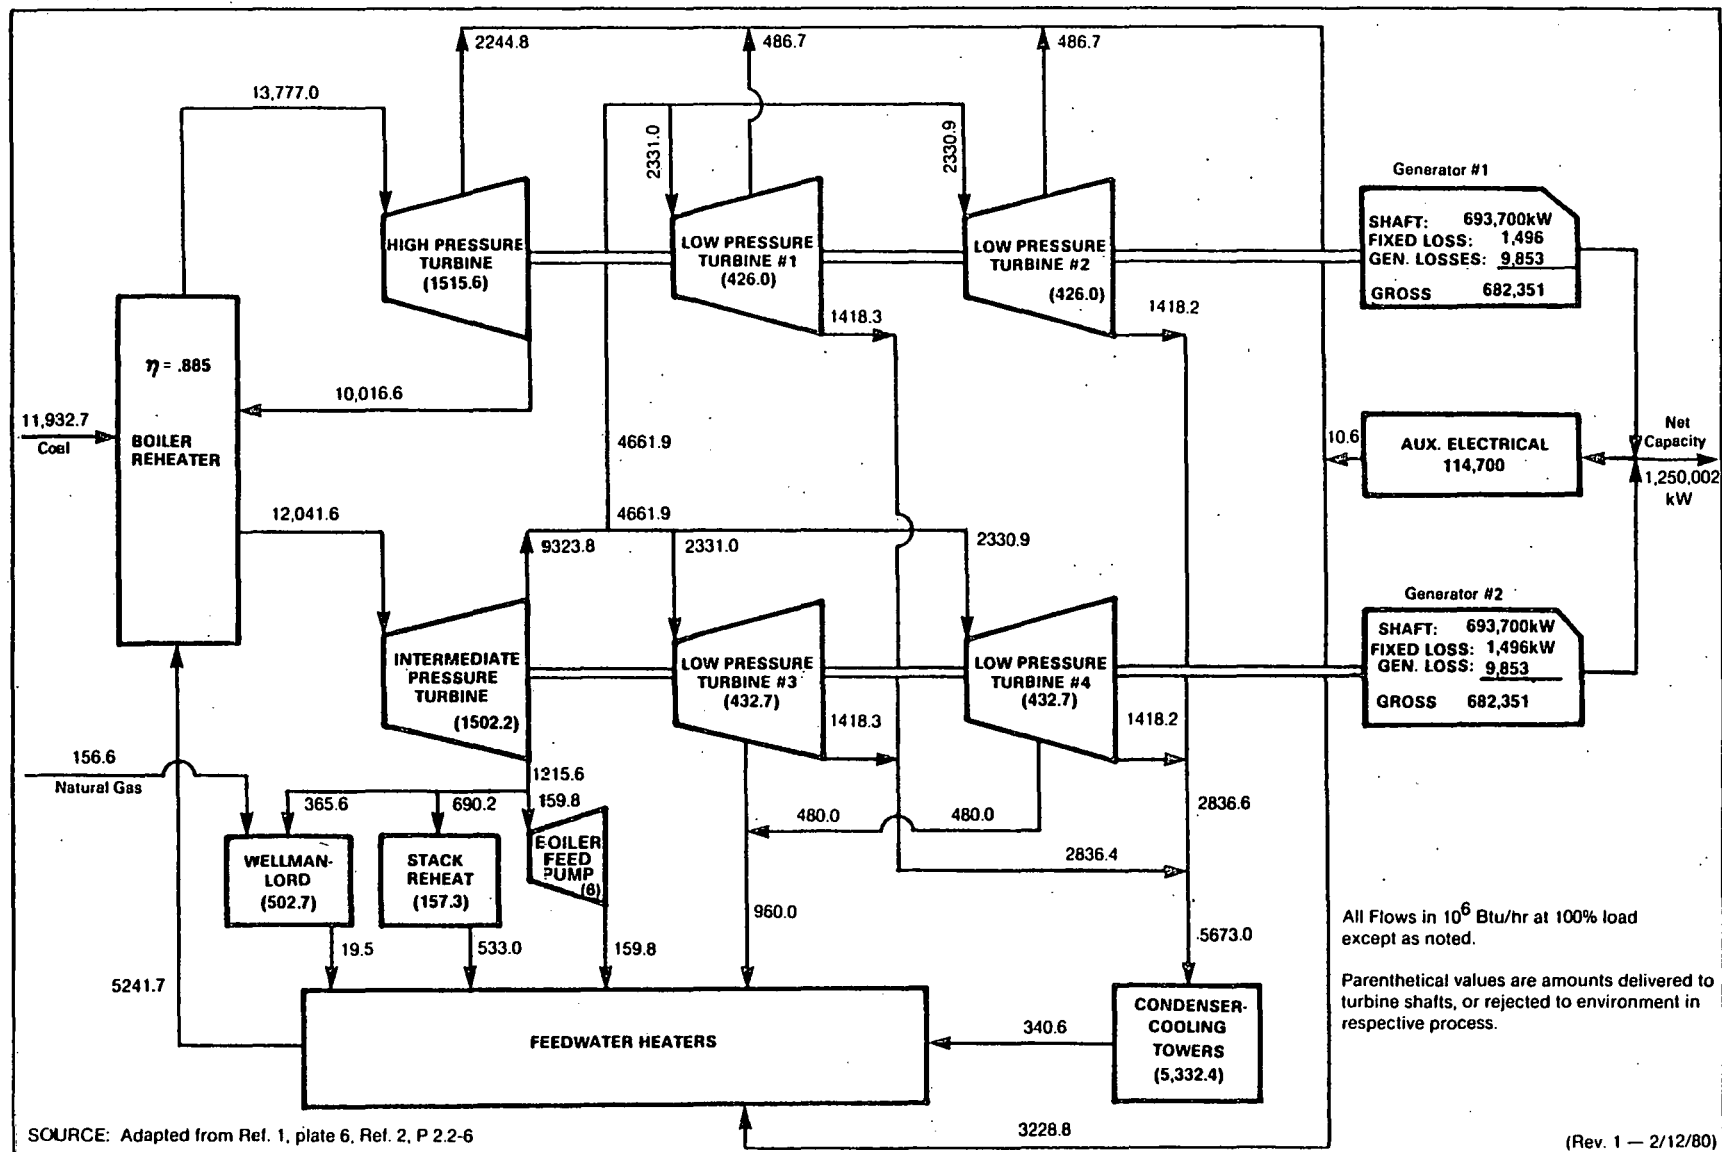 2244.8
486.7
486.7
13,777.0
2331.0
2330.9
HIGH PRESSURE
TURBINE
(1515.6)
LOW PRESSURE
TURBINE #1
(426.0)
LOW PRESSURE
TURBINE #2
(426.0)
Generator #1
SHAFT: 693,700kW
FIXED LOSS: 1,496
GEN. LOSSES: 9,853
GROSS 682,351
1418.3
1418.2
η = .885
BOILER
REHEATER
11,932.7
Coal
10,016.6
4661.9
10.6
AUX. ELECTRICAL
114,700
Net
Capacity
1,250,002
kW
12,041.6
9323.8
4661.9
2331.0
2330.9
INTERMEDIATE
PRESSURE
TURBINE
(1502.2)
LOW PRESSURE
TURBINE #3
(432.7)
LOW PRESSURE
TURBINE #4
(432.7)
Generator #2
SHAFT: 693,700kW
FIXED LOSS: 1,496kW
GEN. LOSS: 9,853
GROSS 682,351
1418.3
1418.2
156.6
Natural Gas
1215.6
365.6
690.2
159.8
480.0
480.0
2836.6
WELLMAN-
LORD
(502.7)
STACK
REHEAT
(157.3)
BOILER
FEED
PUMP
(6)
2836.4
960.0
19.5
533.0
159.8
5673.0
5241.7
FEEDWATER HEATERS
340.6
CONDENSER-
COOLING
TOWERS
(5,332.4)
All Flows in 10⁶ Btu/hr at 100% load
except as noted.
Parenthetical values are amounts delivered to
turbine shafts, or rejected to environment in
respective process.
3228.8
SOURCE: Adapted from Ref. 1, plate 6, Ref. 2, P 2.2-6
(Rev. 1 — 2/12/80)